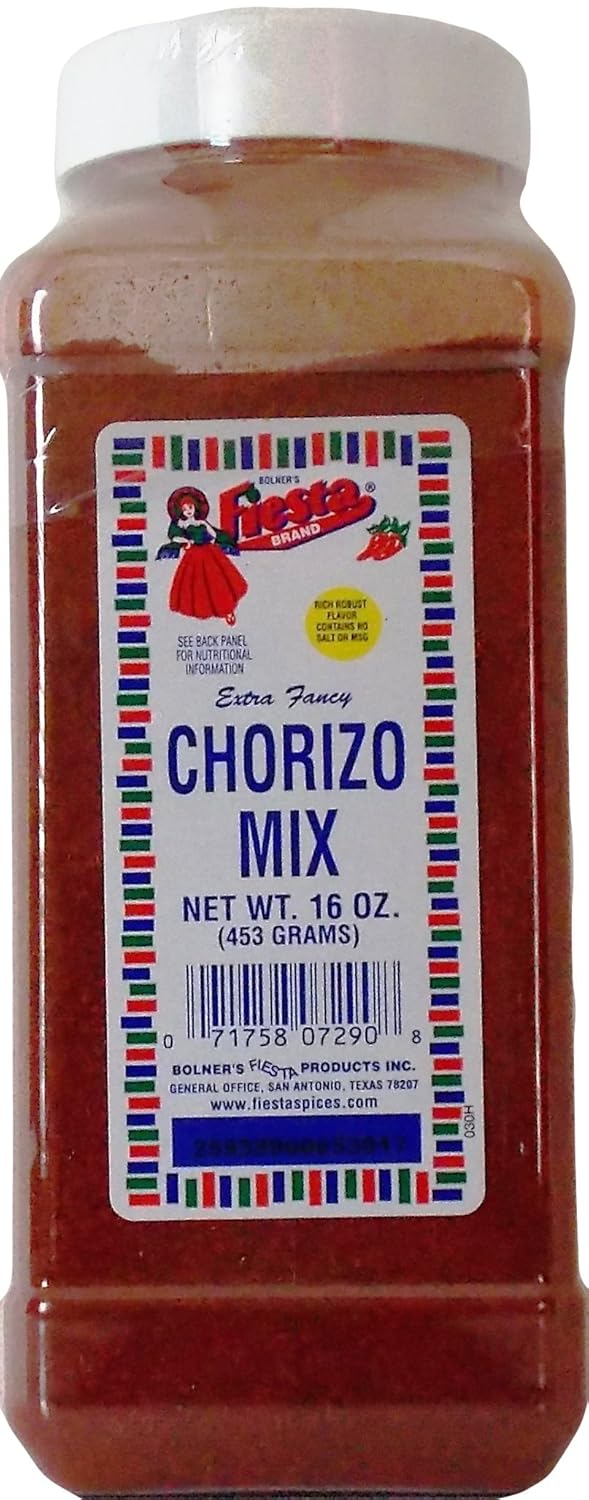 BOLNER'S
Fiesta®
BRAND
RICH ROBUST
FLAVOR
CONTAINS NO
SALT OR MSG
SEE BACK PANEL
FOR NUTRITIONAL
INFORMATION
Extra Fancy
CHORIZO
MIX
NET WT. 16 OZ.
(453 GRAMS)
0 71758 07290 8
BOLNER'S FIESTA PRODUCTS INC.
GENERAL OFFICE, SAN ANTONIO, TEXAS 78207
www.fiestaspices.com
030H